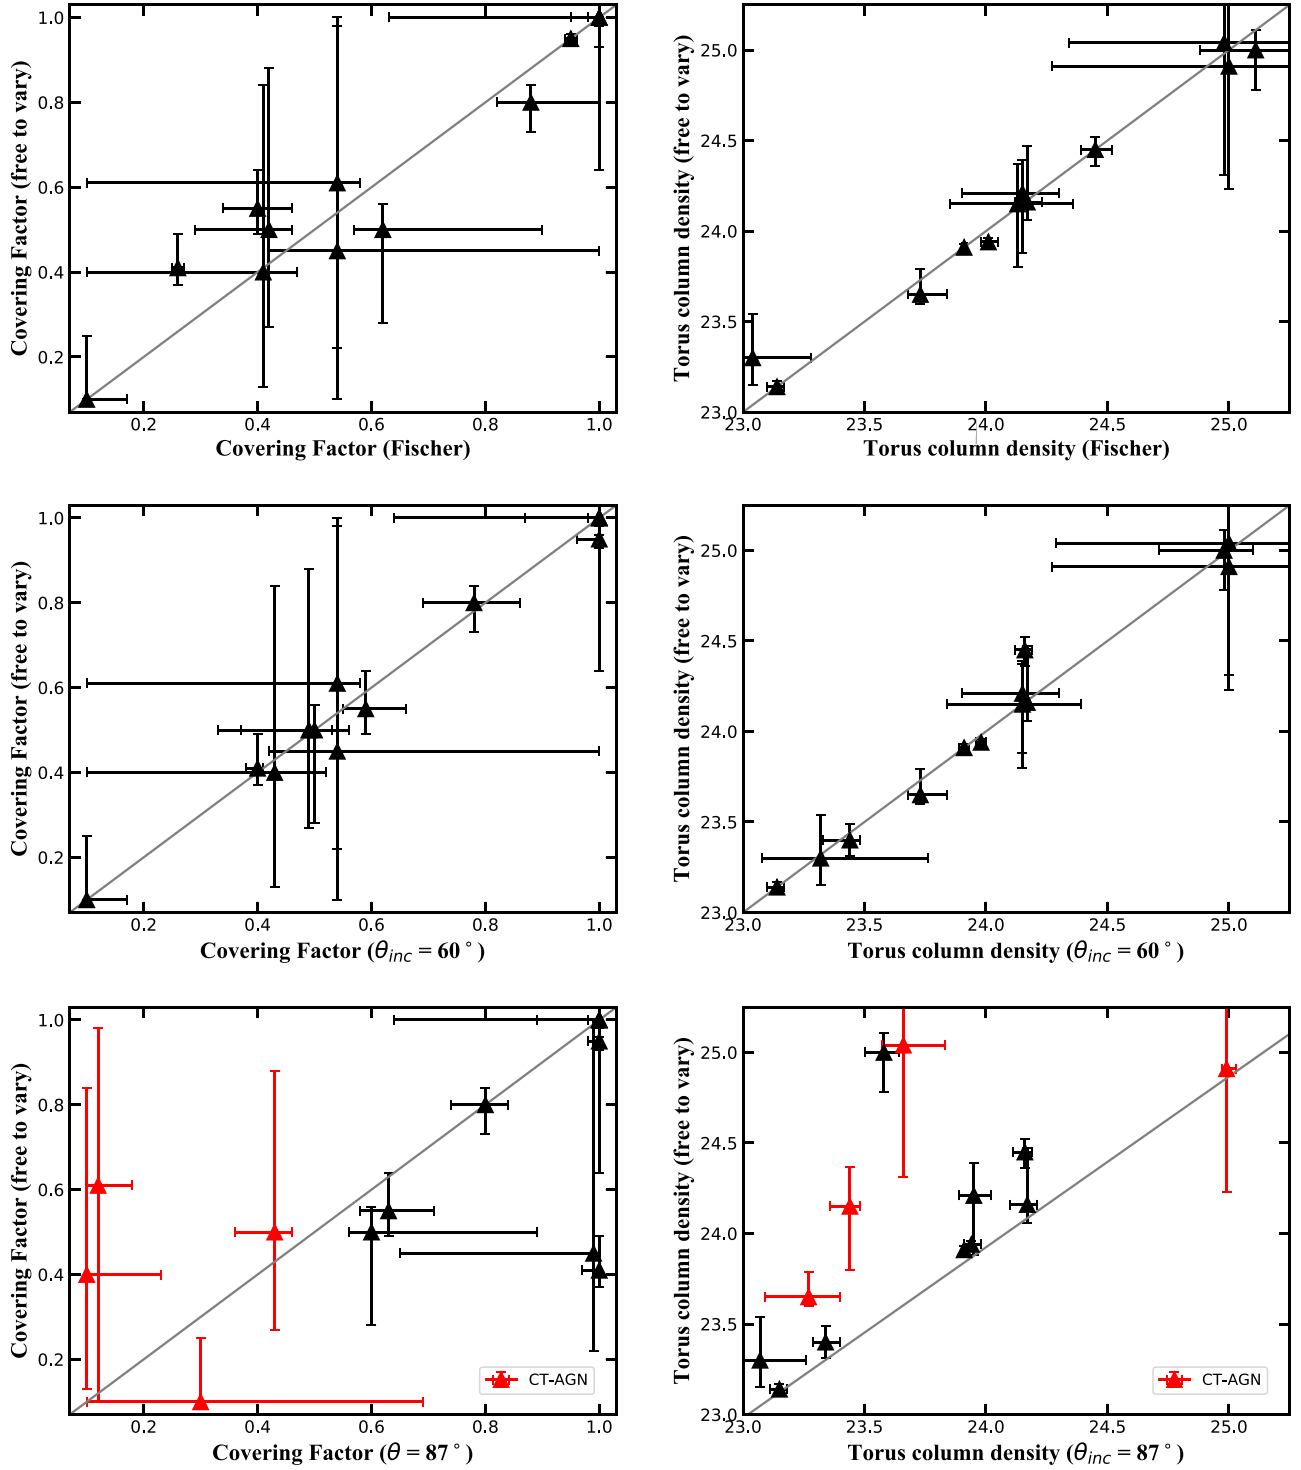 Covering Factor (free to vary)
1.0
0.8
0.6
0.4
0.2
0.2 0.4 0.6 0.8 1.0
Covering Factor (Fischer)
Torus column density (free to vary)
25.0
24.5
24.0
23.5
23.0
23.0 23.5 24.0 24.5 25.0
Torus column density (Fischer)
Covering Factor (free to vary)
1.0
0.8
0.6
0.4
0.2
0.2 0.4 0.6 0.8 1.0
Covering Factor (θinc = 60°)
Torus column density (free to vary)
25.0
24.5
24.0
23.5
23.0
23.0 23.5 24.0 24.5 25.0
Torus column density (θinc = 60°)
Covering Factor (free to vary)
1.0
0.8
0.6
0.4
0.2
0.2 0.4 0.6 0.8 1.0
CT-AGN
Covering Factor (θ = 87°)
Torus column density (free to vary)
25.0
24.5
24.0
23.5
23.0
23.0 23.5 24.0 24.5 25.0
CT-AGN
Torus column density (θinc = 87°)